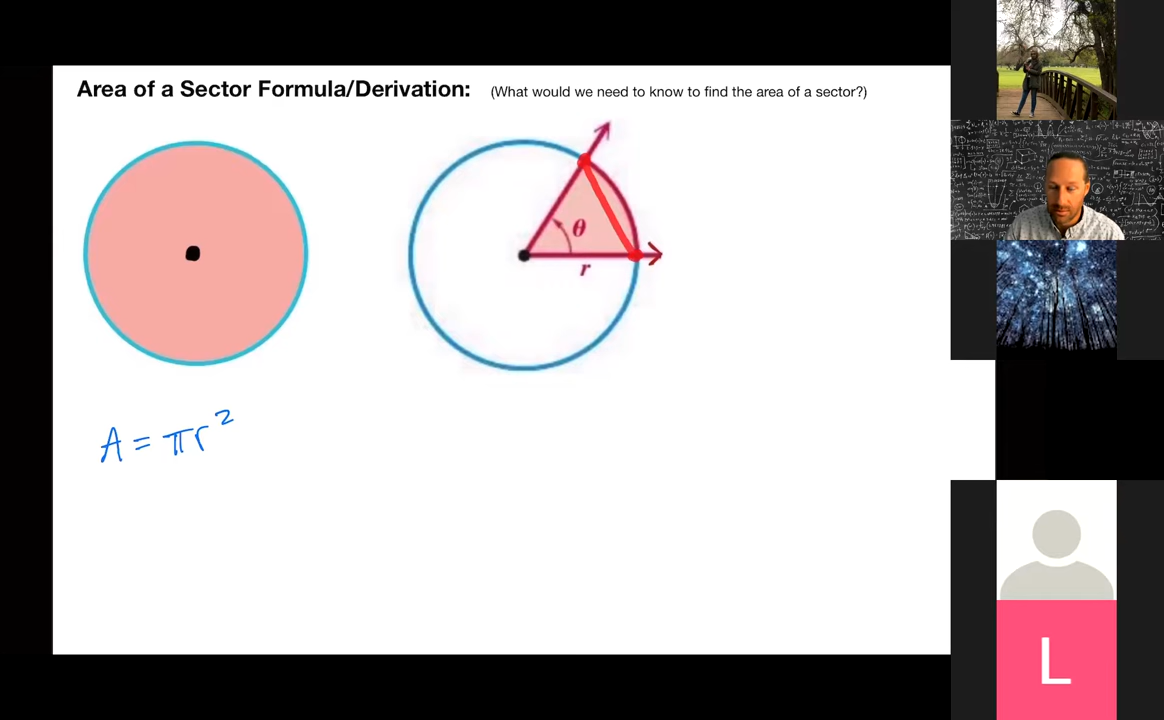 Area of a Sector Formula/Derivation: (What would we need to know to find the area of a sector?)
θ
r
A = πr²
L